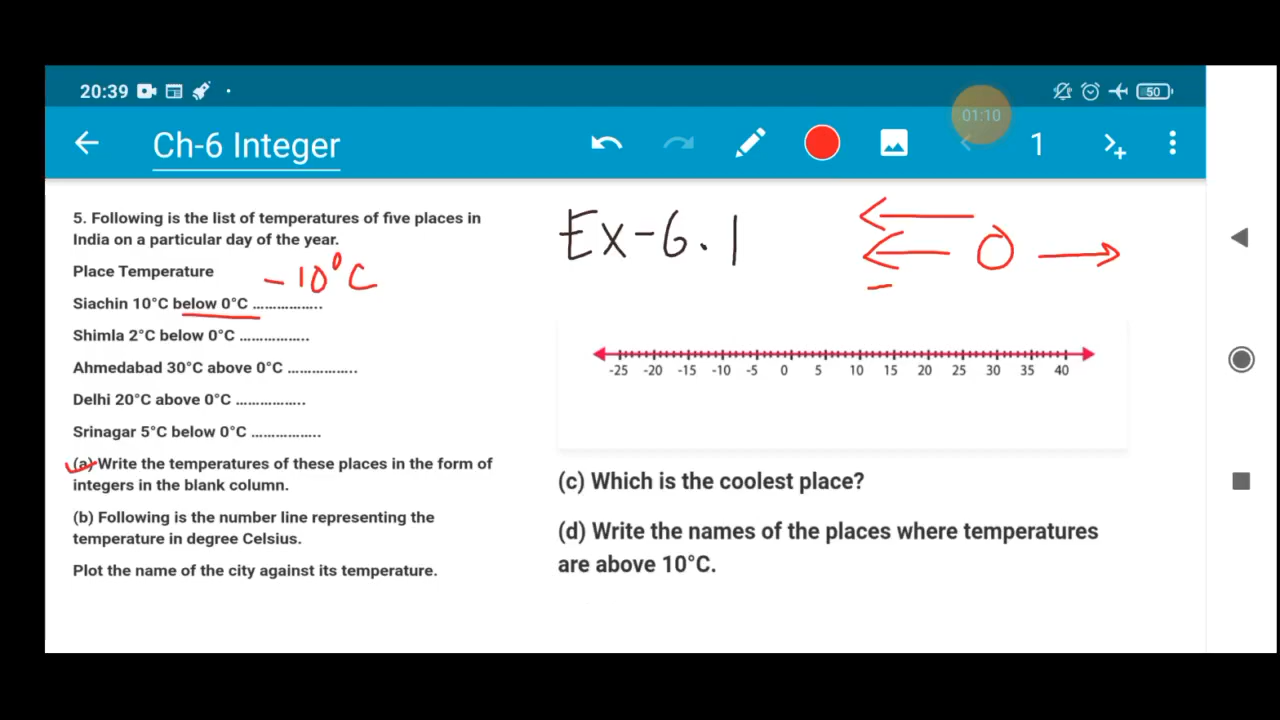 20:39
50
01:10
Ch-6 Integer
1
5. Following is the list of temperatures of five places in
India on a particular day of the year.
Place Temperature
-10°C
Siachin 10°C below 0°C ..................
Shimla 2°C below 0°C ..................
Ahmedabad 30°C above 0°C ..................
Delhi 20°C above 0°C ..................
Srinagar 5°C below 0°C ..................
(a) Write the temperatures of these places in the form of
integers in the blank column.
(b) Following is the number line representing the
temperature in degree Celsius.
Plot the name of the city against its temperature.
Ex-6.1
0
-
-25 -20 -15 -10 -5 0 5 10 15 20 25 30 35 40
(c) Which is the coolest place?
(d) Write the names of the places where temperatures
are above 10°C.